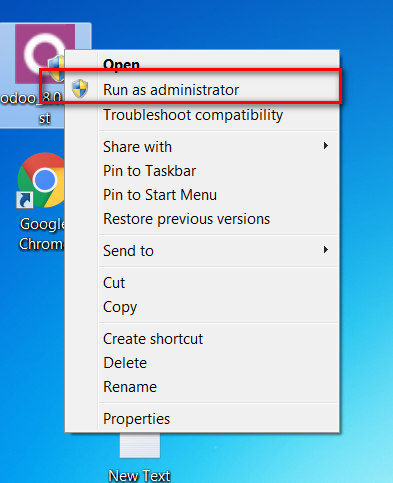 Open
Run as administrator
Troubleshoot compatibility
Share with
Pin to Taskbar
Pin to Start Menu
Restore previous versions
Send to
Cut
Copy
Create shortcut
Delete
Rename
Properties
odoo_8.0
st
Google
Chrom
New Text